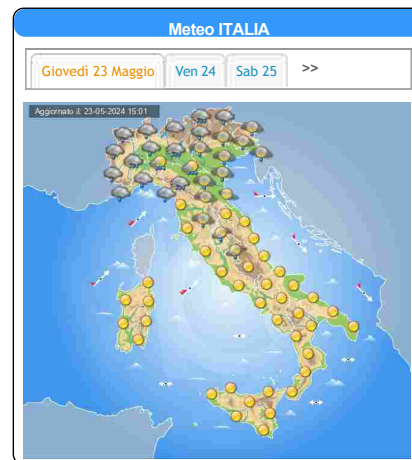 Meteo ITALIA
Giovedì 23 Maggio Ven 24 Sab 25 >>
Aggiornato il: 23-05-2024 15:01